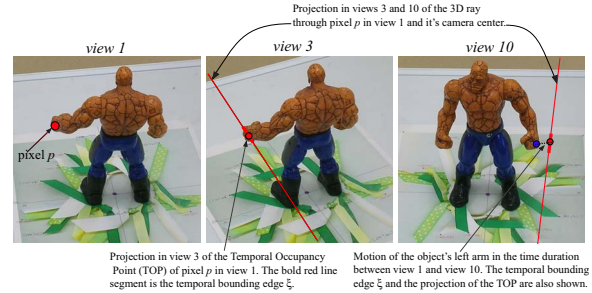 Projection in views 3 and 10 of the 3D ray
through pixel p in view 1 and it's camera center.
view 1
view 3
view 10
pixel p
Projection in view 3 of the Temporal Occupancy
Point (TOP) of pixel p in view 1. The bold red line
segment is the temporal bounding edge ξ.
Motion of the object's left arm in the time duration
between view 1 and view 10. The temporal bounding
edge ξ and the projection of the TOP are also shown.